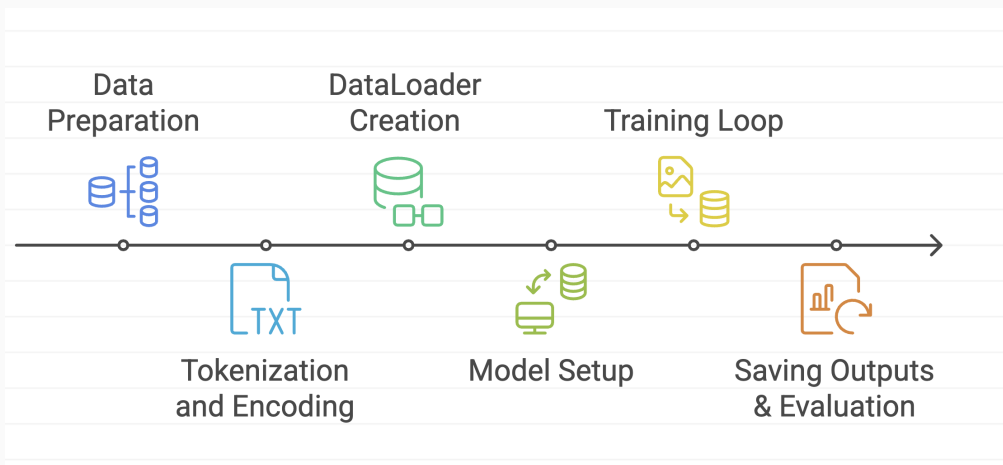 Data
Preparation
DataLoader
Creation
Training Loop
TXT
Tokenization
and Encoding
Model Setup
Saving Outputs
& Evaluation